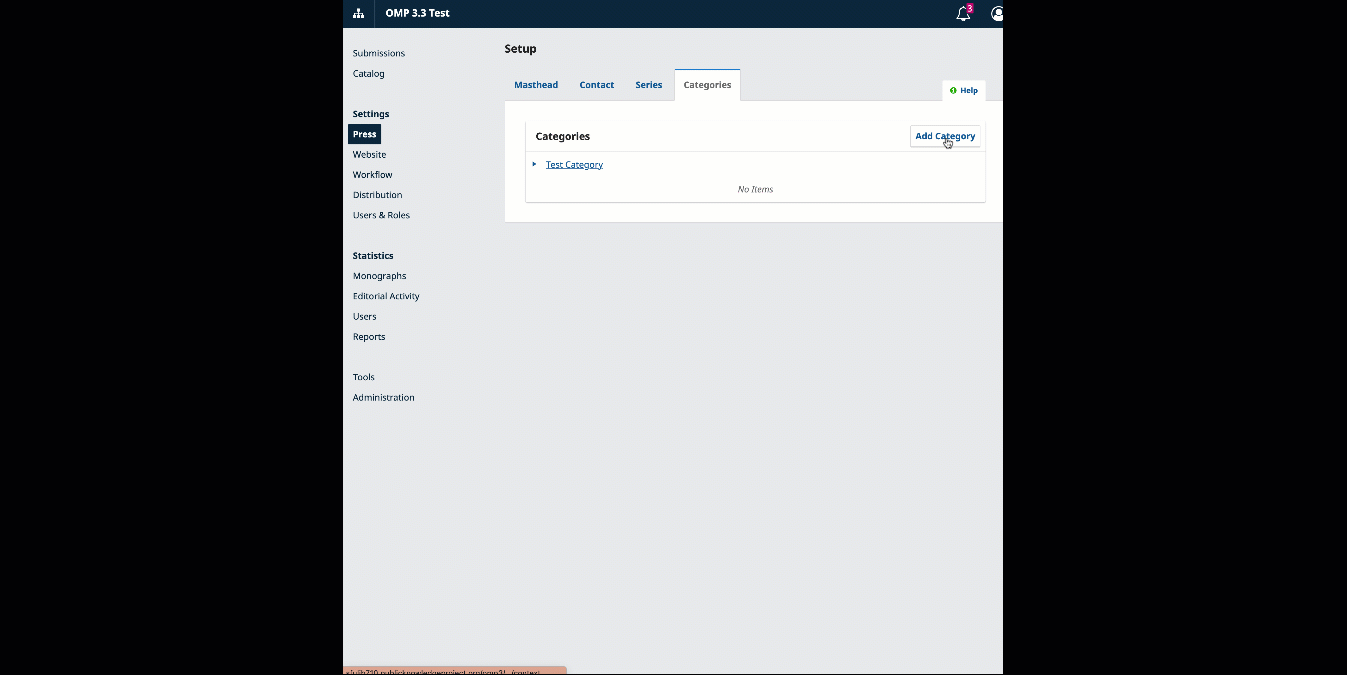 OMP 3.3 Test
3
Submissions
Catalog
Settings
Press
Website
Workflow
Distribution
Users & Roles
Statistics
Monographs
Editorial Activity
Users
Reports
Tools
Administration
Setup
Masthead Contact Series Categories
Help
Categories Add Category
Test Category
No Items